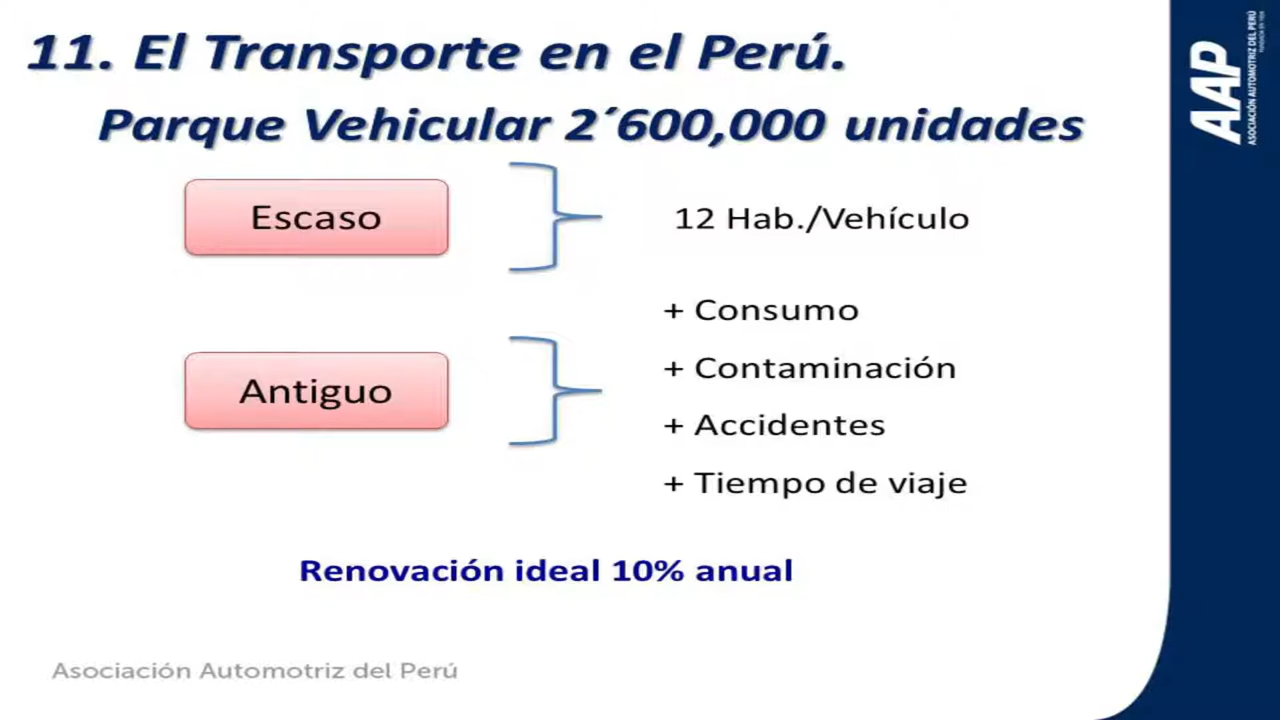 11. El Transporte en el Perú.
Parque Vehicular 2´600,000 unidades
Escaso
12 Hab./Vehículo
Antiguo
+ Consumo
+ Contaminación
+ Accidentes
+ Tiempo de viaje
Renovación ideal 10% anual
Asociación Automotriz del Perú
AAP
ASOCIACIÓN AUTOMOTRIZ DEL PERÚ